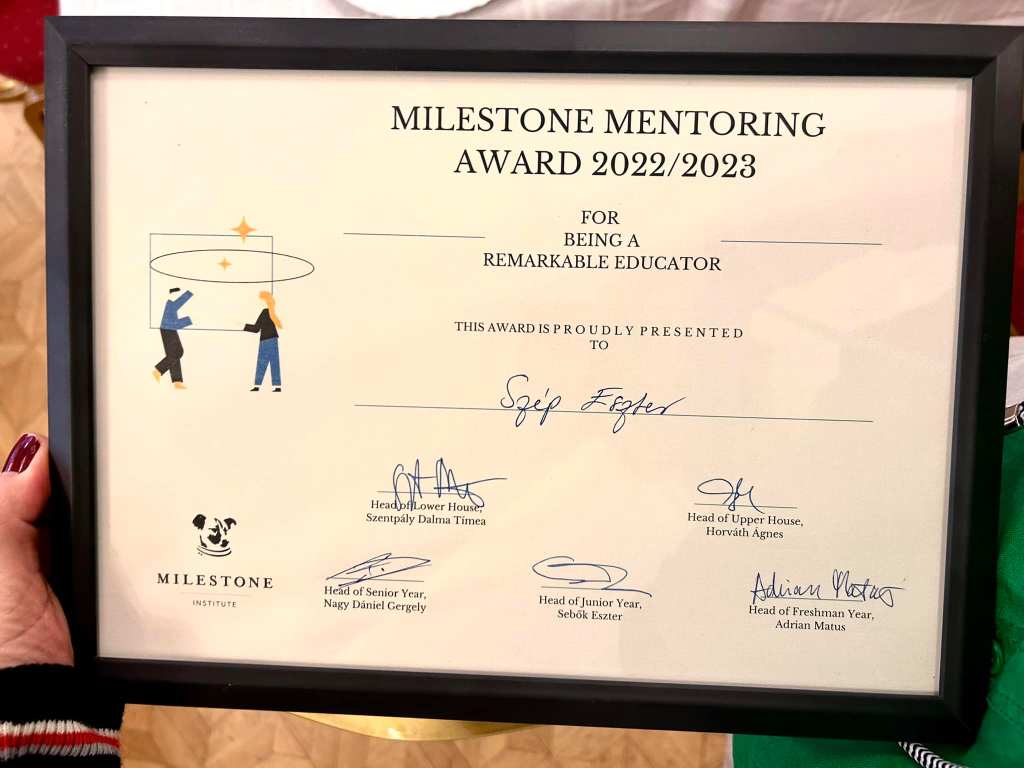 MILESTONE MENTORING
AWARD 2022/2023
FOR
BEING A
REMARKABLE EDUCATOR
THIS AWARD IS PROUDLY PRESENTED
TO
Szép Eszter
Head of Lower House,
Szentpály Dalma Tímea
Head of Upper House,
Horváth Ágnes
MILESTONE
INSTITUTE
Head of Senior Year,
Nagy Dániel Gergely
Head of Junior Year,
Sebők Eszter
Adrian Matus
Head of Freshman Year,
Adrian Matus